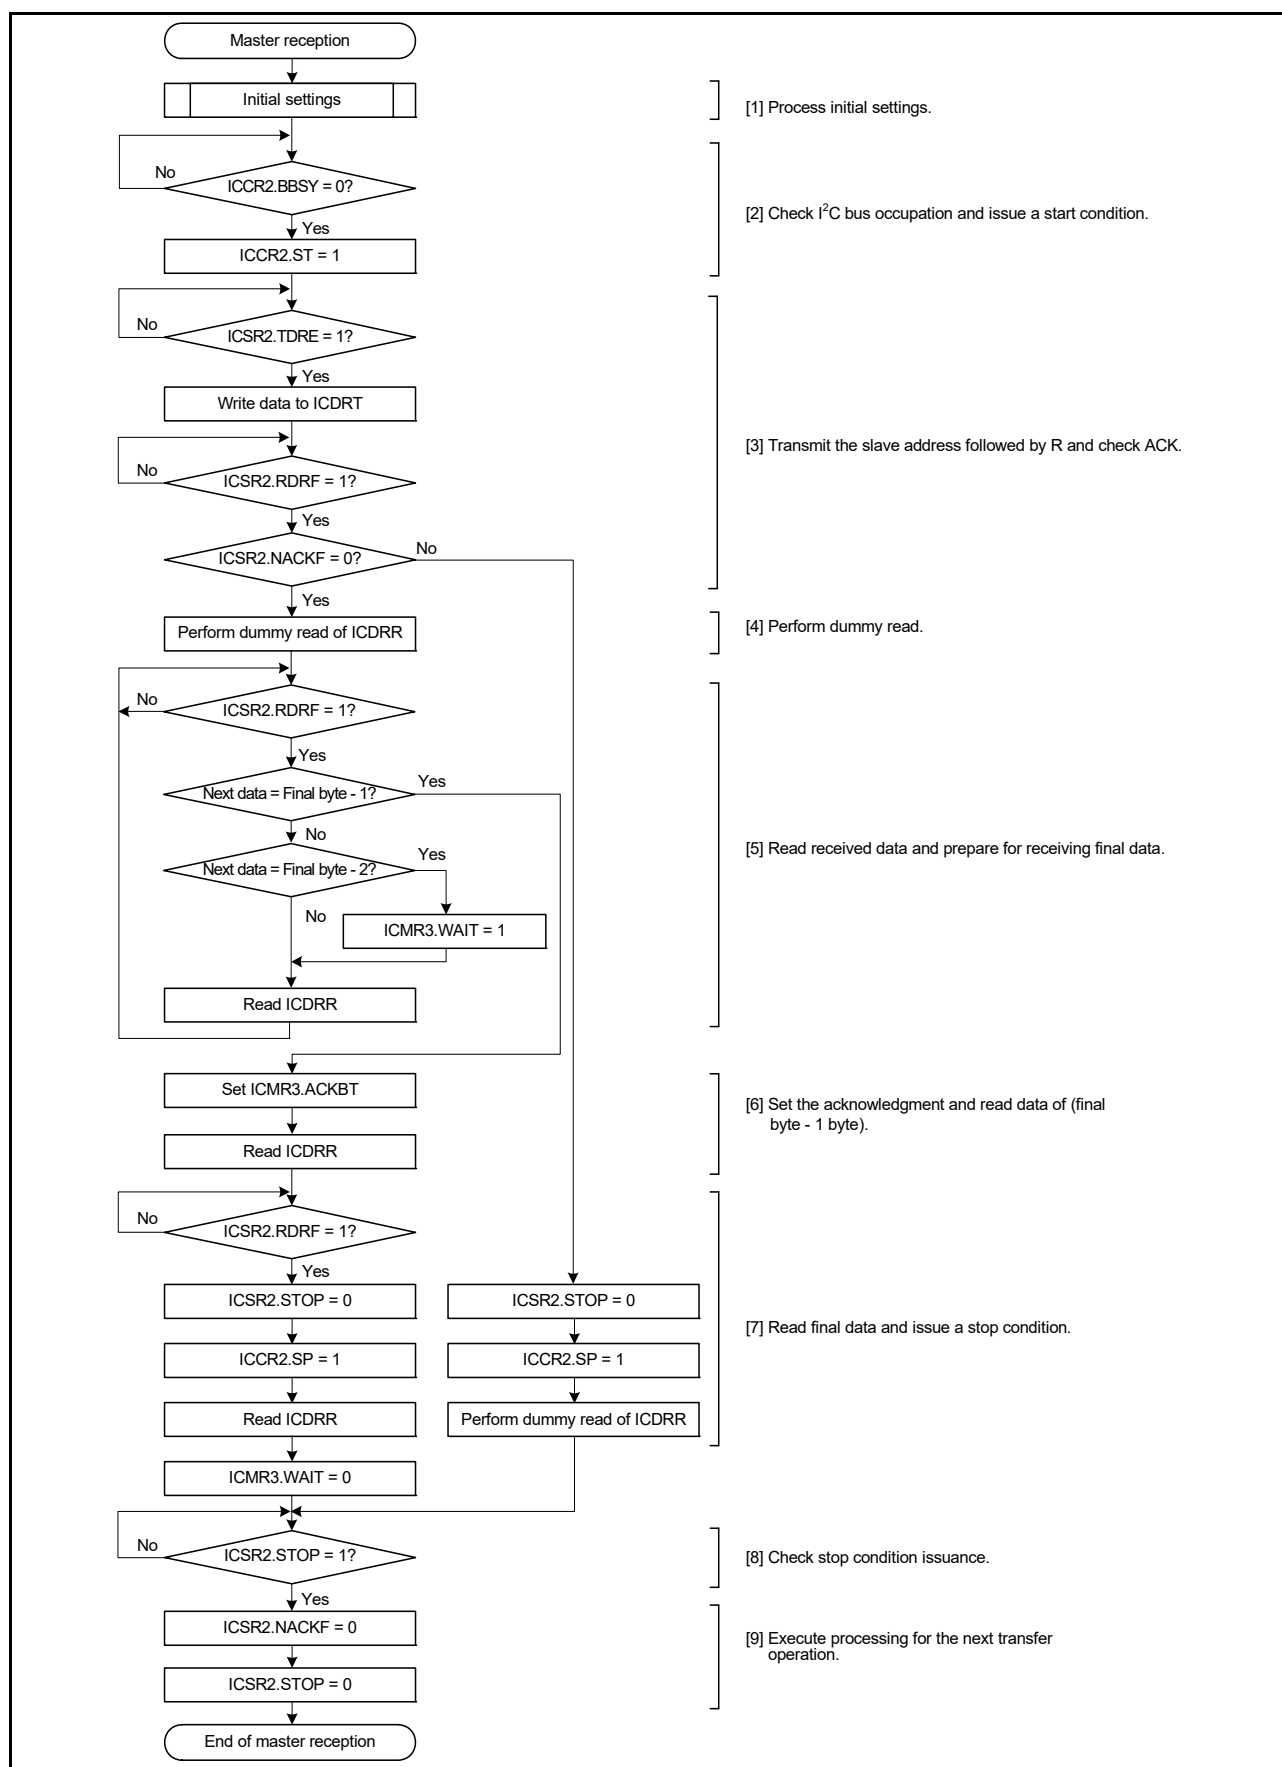 Master reception
Initial settings
[1] Process initial settings.
No
ICCR2.BBSY = 0?
[2] Check I²C bus occupation and issue a start condition.
Yes
ICCR2.ST = 1
No
ICSR2.TDRE = 1?
Yes
Write data to ICDRT
[3] Transmit the slave address followed by R and check ACK.
No
ICSR2.RDRF = 1?
Yes
ICSR2.NACKF = 0?
No
Yes
Perform dummy read of ICDRR
[4] Perform dummy read.
No
ICSR2.RDRF = 1?
Yes
Next data = Final byte - 1?
Yes
No
Next data = Final byte - 2?
Yes
[5] Read received data and prepare for receiving final data.
No
ICMR3.WAIT = 1
Read ICDRR
Set ICMR3.ACKBT
[6] Set the acknowledgment and read data of (final
byte - 1 byte).
Read ICDRR
No
ICSR2.RDRF = 1?
Yes
ICSR2.STOP = 0
ICSR2.STOP = 0
[7] Read final data and issue a stop condition.
ICCR2.SP = 1
ICCR2.SP = 1
Read ICDRR
Perform dummy read of ICDRR
ICMR3.WAIT = 0
No
ICSR2.STOP = 1?
[8] Check stop condition issuance.
Yes
ICSR2.NACKF = 0
[9] Execute processing for the next transfer
operation.
ICSR2.STOP = 0
End of master reception